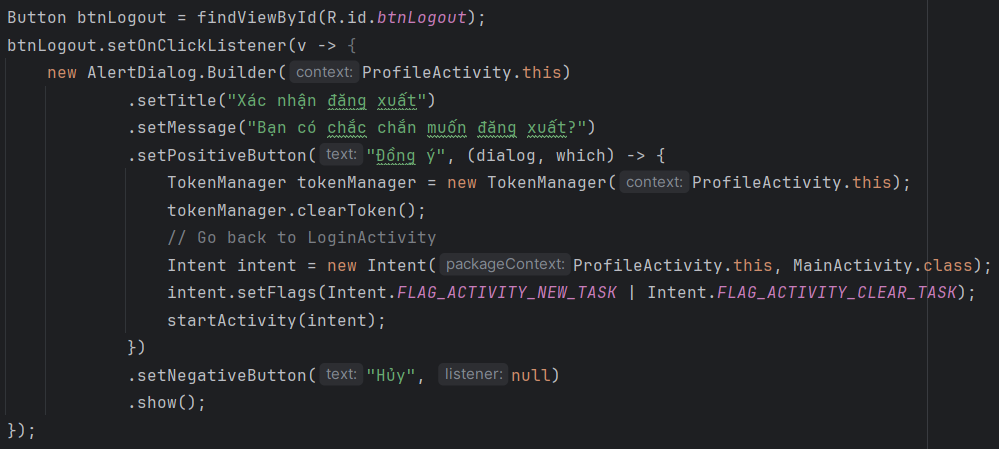 Button btnLogout = findViewById(R.id.btnLogout);
btnLogout.setOnClickListener(v -> {
new AlertDialog.Builder( context: ProfileActivity.this)
.setTitle("Xác nhận đăng xuất")
.setMessage("Bạn có chắc chắn muốn đăng xuất?")
.setPositiveButton( text: "Đồng ý", (dialog, which) -> {
TokenManager tokenManager = new TokenManager( context: ProfileActivity.this);
tokenManager.clearToken();
// Go back to LoginActivity
Intent intent = new Intent( packageContext: ProfileActivity.this, MainActivity.class);
intent.setFlags(Intent.FLAG_ACTIVITY_NEW_TASK | Intent.FLAG_ACTIVITY_CLEAR_TASK);
startActivity(intent);
})
.setNegativeButton( text: "Hủy", listener: null)
.show();
});